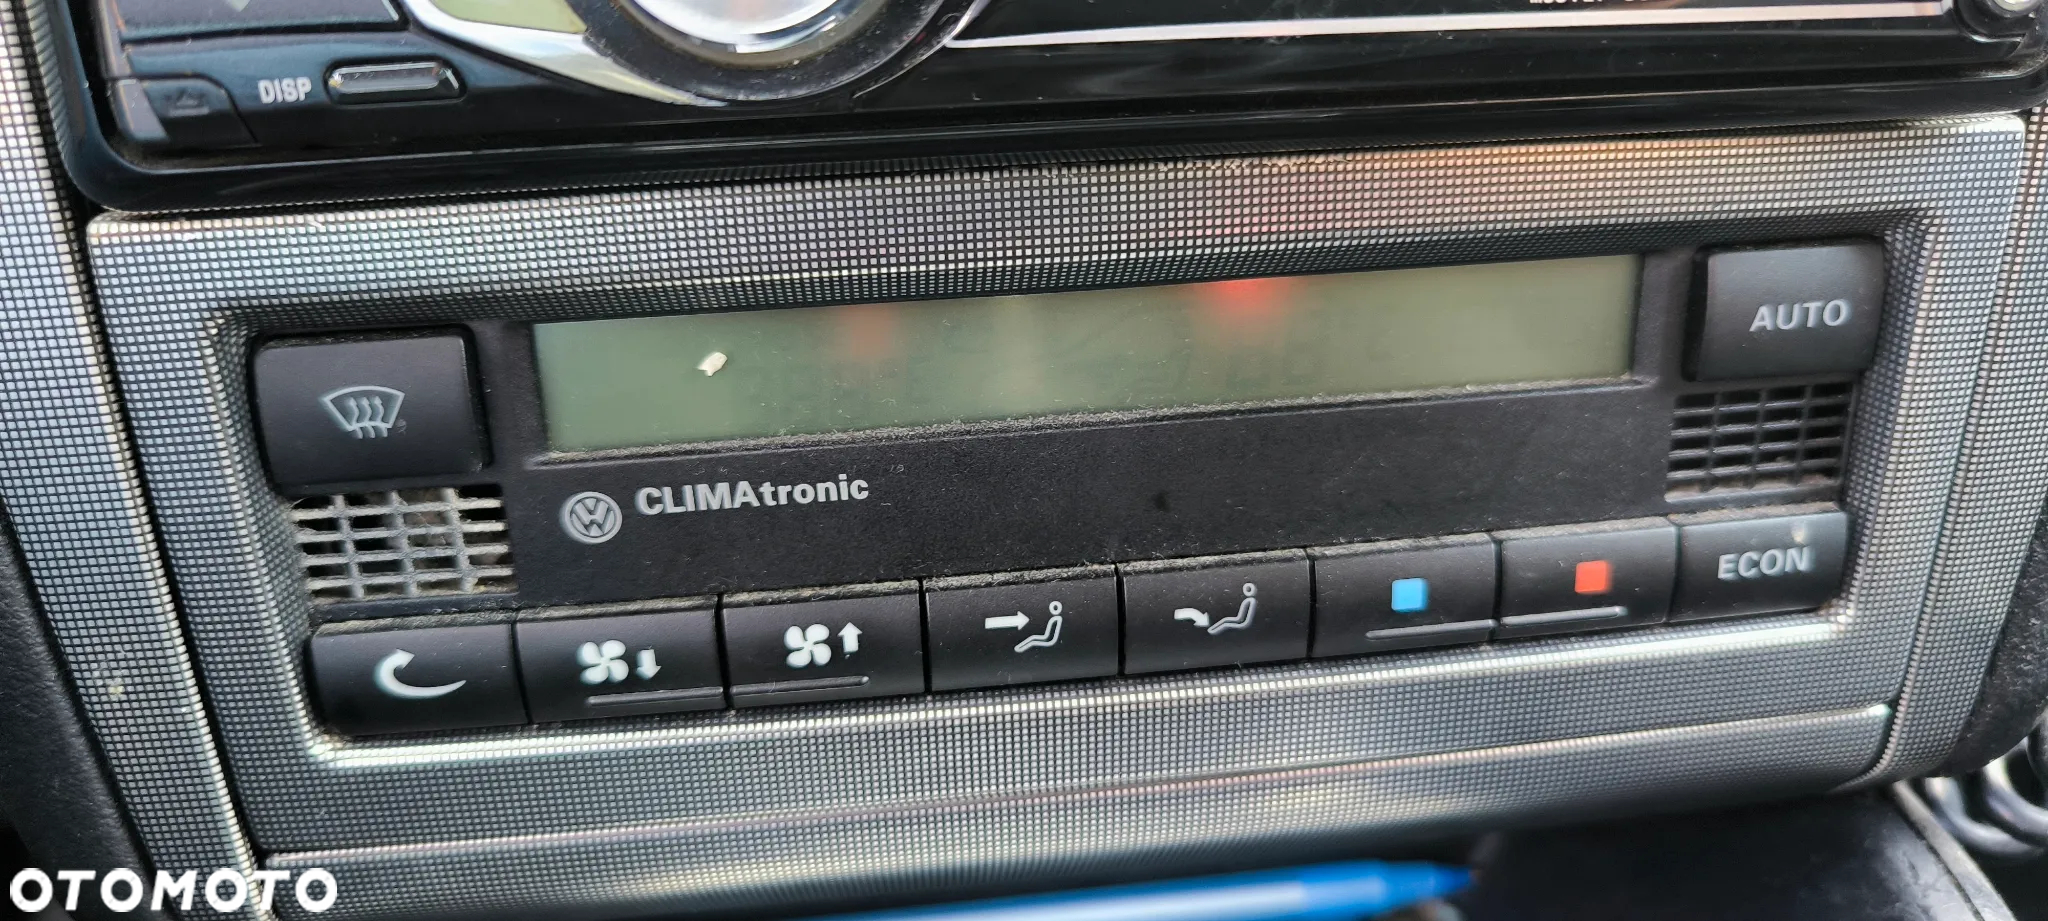 DISP
AUTO
CLIMAtronic
ECON
OTOMOTO